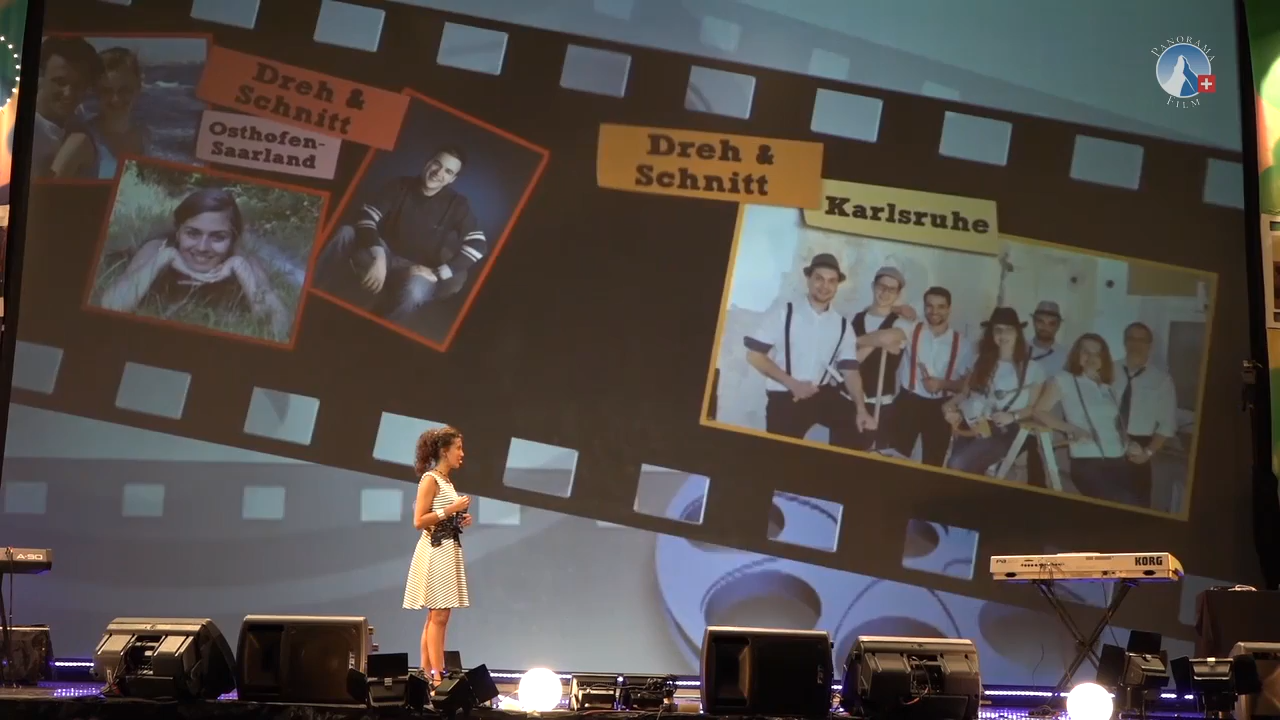 PANORAMA
FILM
Dreh &
Schnitt
Osthofen-
Saarland
Dreh &
Schnitt
Karlsruhe
A-90
KORG